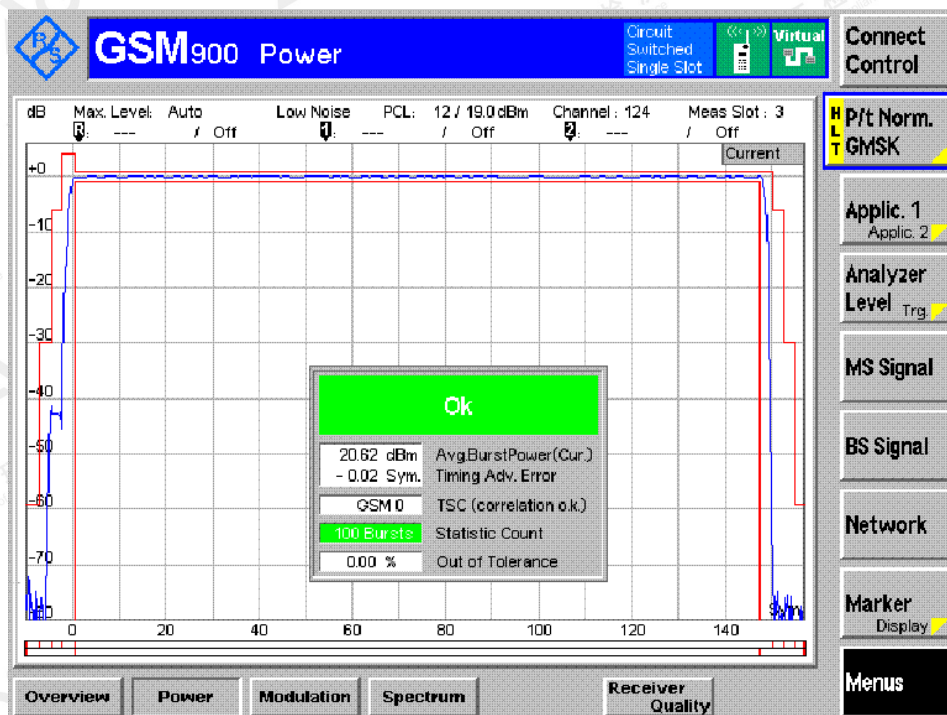 R&S
GSM900 Power
Circuit
Switched
Single Slot
Virtual
Connect
Control
dB Max. Level: Auto Low Noise PCL: 12 / 19.0 dBm Channel : 124 Meas Slot : 3
R: --- / Off 1: --- / Off 2: --- / Off
Current
+0
-10
-20
-30
-40
-50
-60
-70
0 20 40 60 80 100 120 140
Ok
20.62 dBm Avg.BurstPower(Cur.)
- 0.02 Sym. Timing Adv. Error
GSM 0 TSC (correlation o.k.)
100 Bursts Statistic Count
0.00 % Out of Tolerance
HLT
P/t Norm.
GMSK
Applic. 1
Applic. 2
Analyzer
Level Trg.
MS Signal
BS Signal
Network
Marker
Display
Menus
Overview Power Modulation Spectrum Receiver
Quality